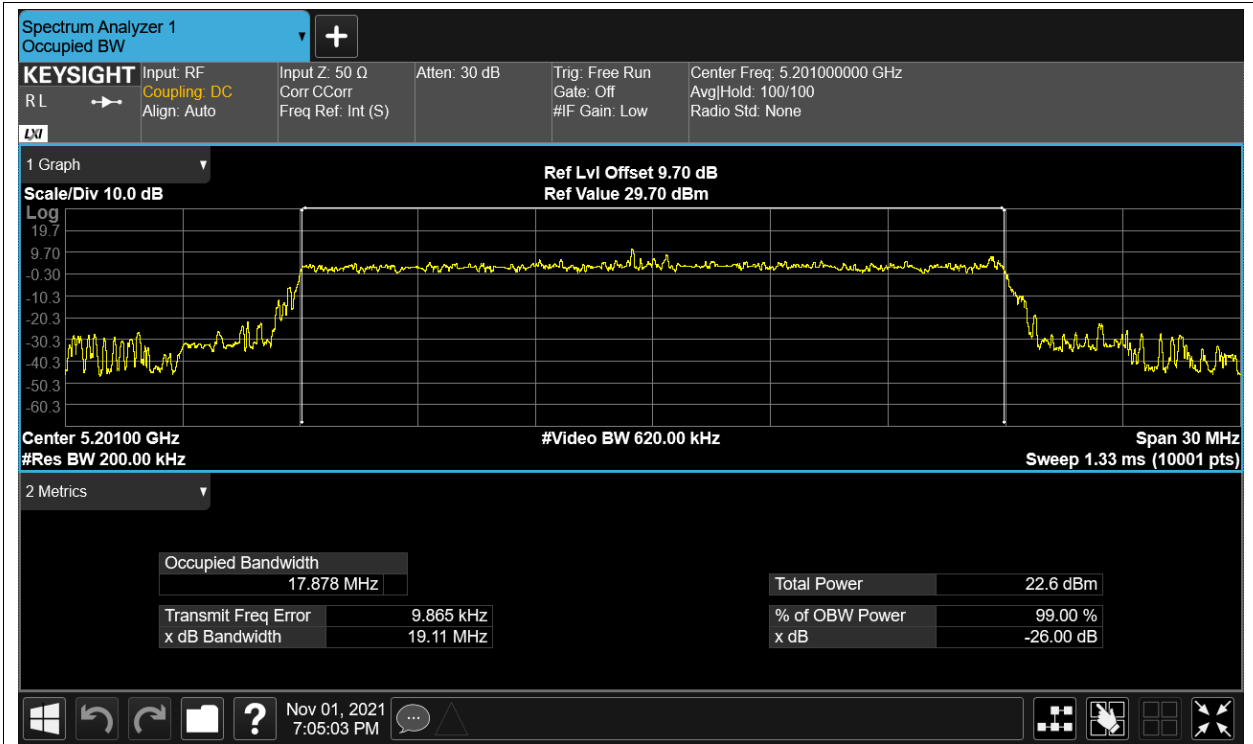 Spectrum Analyzer 1
Occupied BW
KEYSIGHT
RL
LXI
Input: RF
Coupling: DC
Align: Auto
Input Z: 50 Ω
Corr CCorr
Freq Ref: Int (S)
Atten: 30 dB
Trig: Free Run
Gate: Off
#IF Gain: Low
Center Freq: 5.201000000 GHz
Avg|Hold: 100/100
Radio Std: None
1 Graph
Scale/Div 10.0 dB
Ref Lvl Offset 9.70 dB
Ref Value 29.70 dBm
Log
19.7
9.70
-0.30
-10.3
-20.3
-30.3
-40.3
-50.3
-60.3
Center 5.20100 GHz
#Res BW 200.00 kHz
#Video BW 620.00 kHz
Span 30 MHz
Sweep 1.33 ms (10001 pts)
2 Metrics
Occupied Bandwidth
17.878 MHz
Transmit Freq Error 9.865 kHz
x dB Bandwidth 19.11 MHz
Total Power 22.6 dBm
% of OBW Power 99.00 %
x dB -26.00 dB
?
Nov 01, 2021
7:05:03 PM